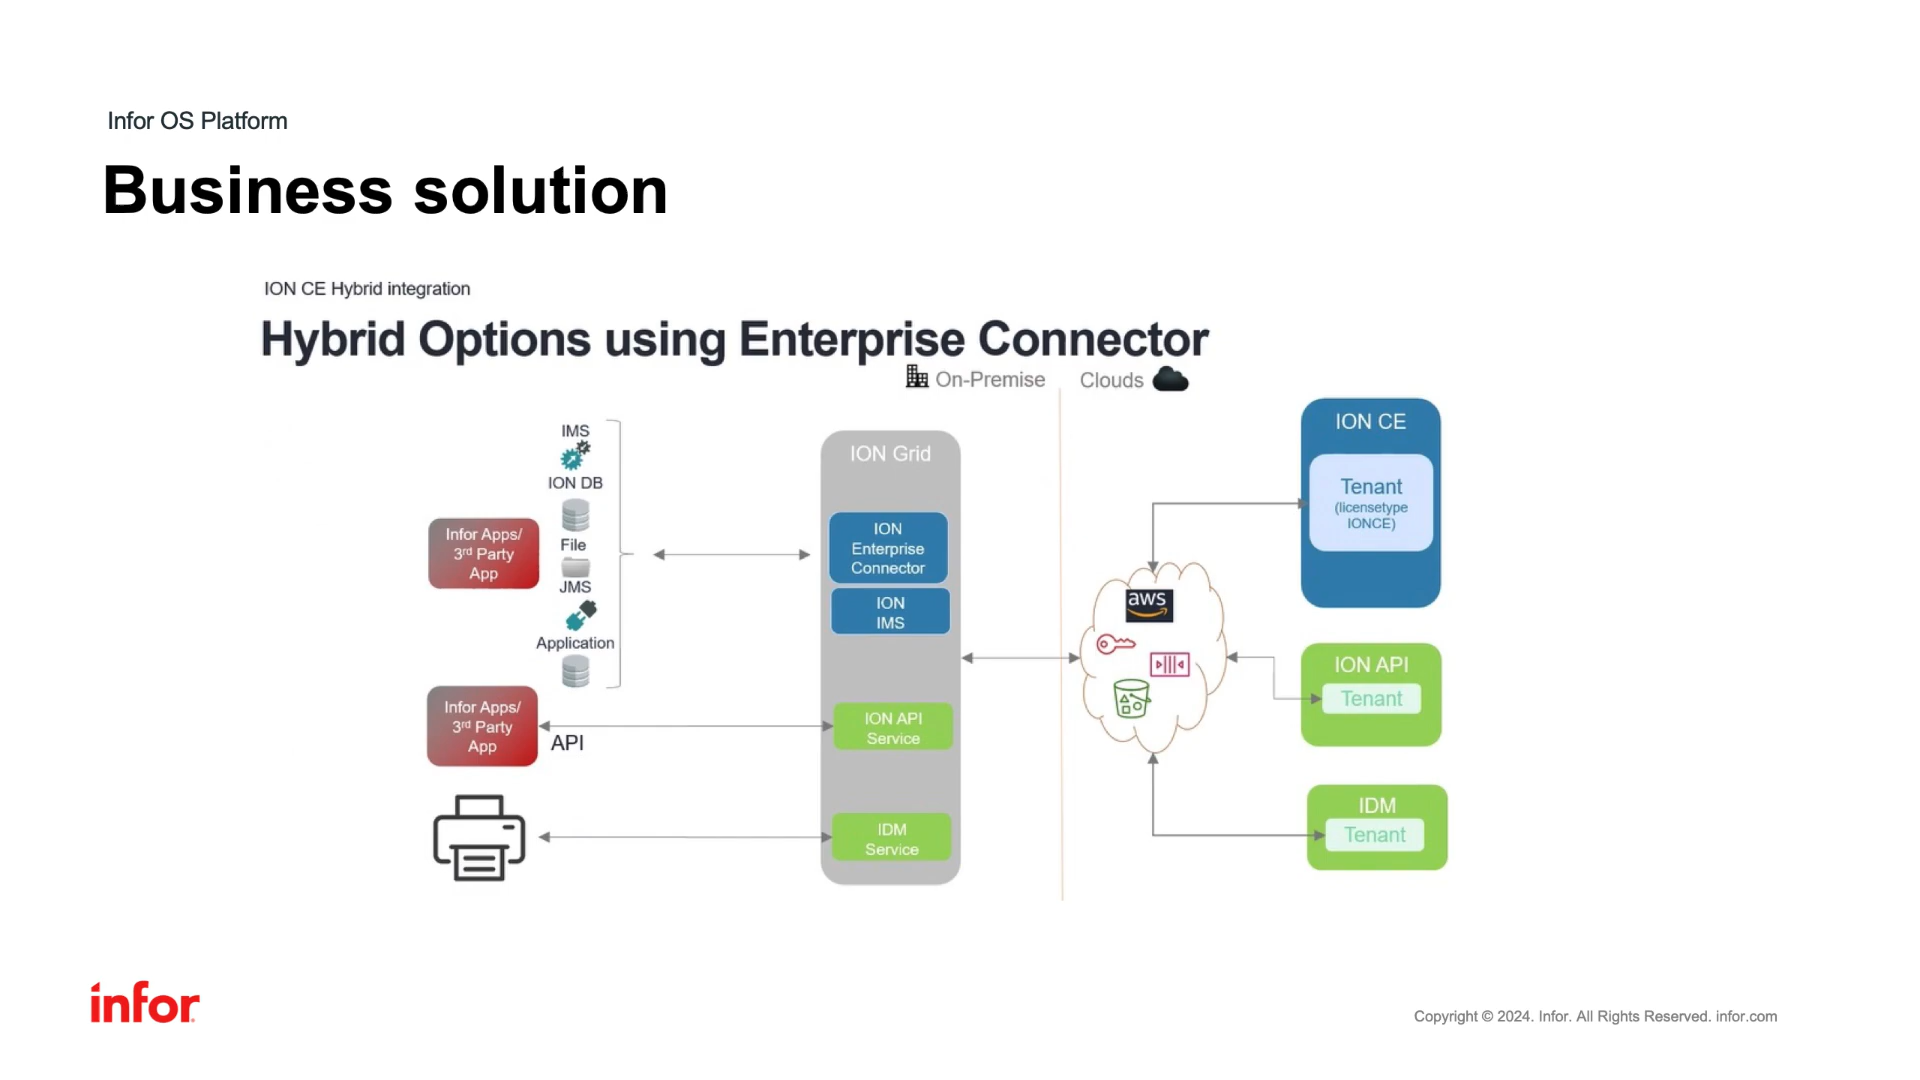 Infor OS Platform
Business solution
ION CE Hybrid integration
Hybrid Options using Enterprise Connector
On-Premise
Clouds
IMS
ION DB
File
JMS
Application
Infor Apps/
3rd Party
App
Infor Apps/
3rd Party
App
API
ION Grid
ION
Enterprise
Connector
ION
IMS
ION API
Service
IDM
Service
aws
ION CE
Tenant
(licensetype
IONCE)
ION API
Tenant
IDM
Tenant
infor
Copyright © 2024. Infor. All Rights Reserved. infor.com